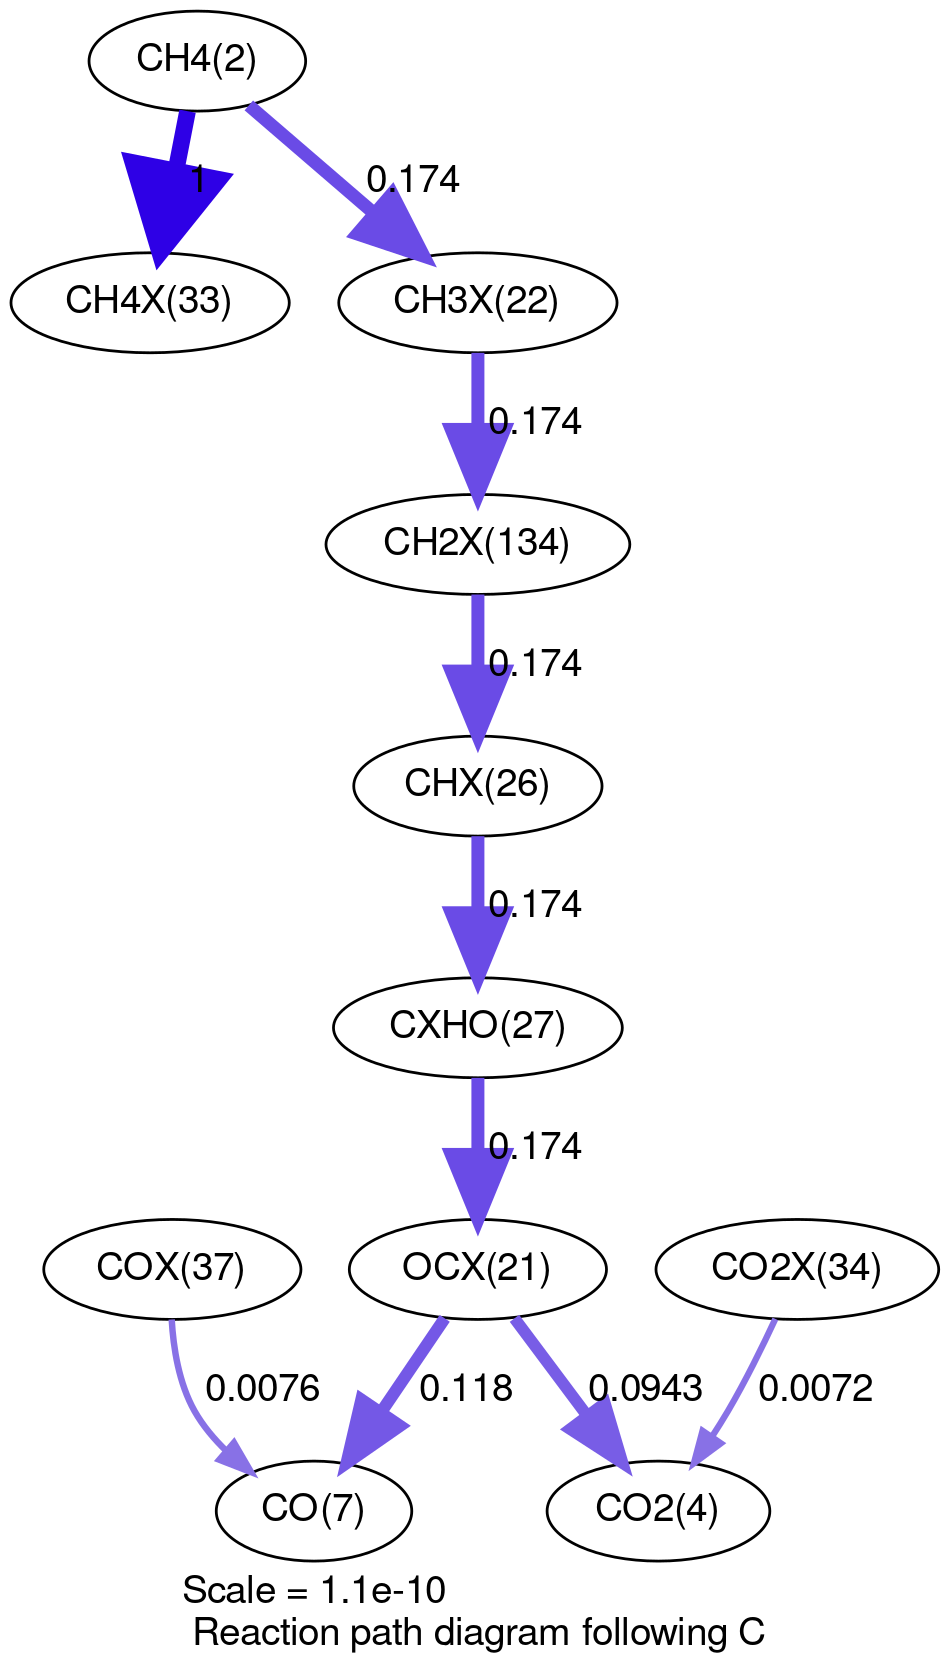 CH4(2)
1
0.174
CH4X(33)
CH3X(22)
0.174
CH2X(134)
0.174
CHX(26)
0.174
CXHO(27)
0.174
COX(37)
OCX(21)
CO2X(34)
0.0076
0.118
0.0943
0.0072
CO(7)
CO2(4)
Scale = 1.1e-10
Reaction path diagram following C